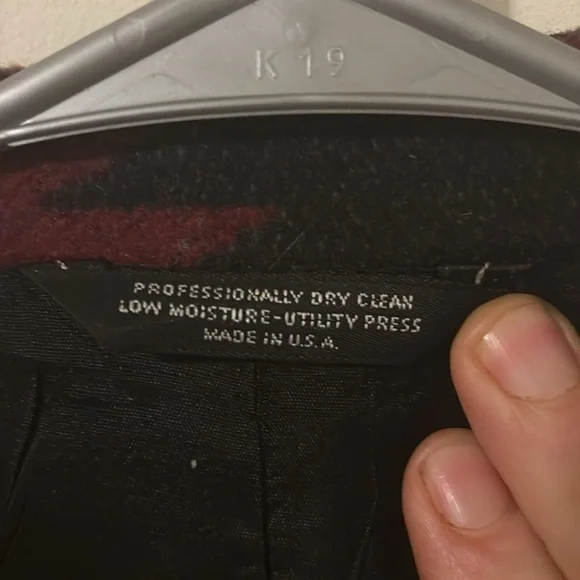 K 19
PROFESSIONALLY DRY CLEAN
LOW MOISTURE-UTILITY PRESS
MADE IN U.S.A.